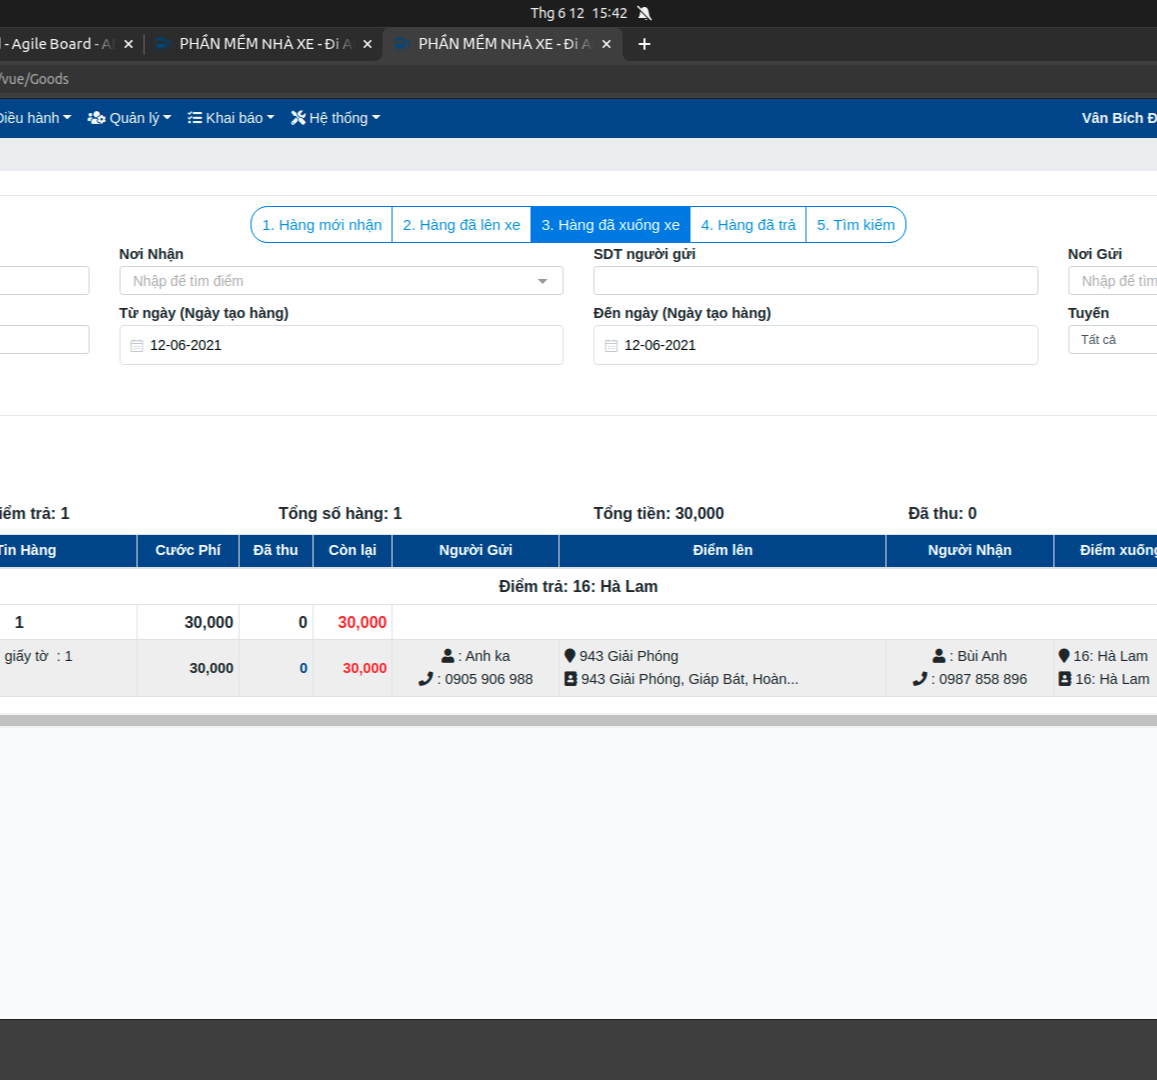 Thg 6 12 15:42
- Agile Board - A
PHẦN MỀM NHÀ XE - Đi A
PHẦN MỀM NHÀ XE - Đi A
/vue/Goods
Điều hành
Quản lý
Khai báo
Hệ thống
Văn Bích Đ
1. Hàng mới nhận
2. Hàng đã lên xe
3. Hàng đã xuống xe
4. Hàng đã trả
5. Tìm kiếm
Nơi Nhận
SDT người gửi
Nơi Gửi
Nhập để tìm điểm
Nhập để tìm
Từ ngày (Ngày tạo hàng)
Đến ngày (Ngày tạo hàng)
Tuyến
12-06-2021
12-06-2021
Tất cả
iểm trả: 1
Tổng số hàng: 1
Tổng tiền: 30,000
Đã thu: 0
Tin Hàng
Cước Phí
Đã thu
Còn lại
Người Gửi
Điểm lên
Người Nhận
Điểm xuống
Điểm trả: 16: Hà Lam
1
30,000
0
30,000
giấy tờ : 1
30,000
0
30,000
: Anh ka
: 0905 906 988
943 Giải Phóng
943 Giải Phóng, Giáp Bát, Hoàn...
: Bùi Anh
: 0987 858 896
16: Hà Lam
16: Hà Lam